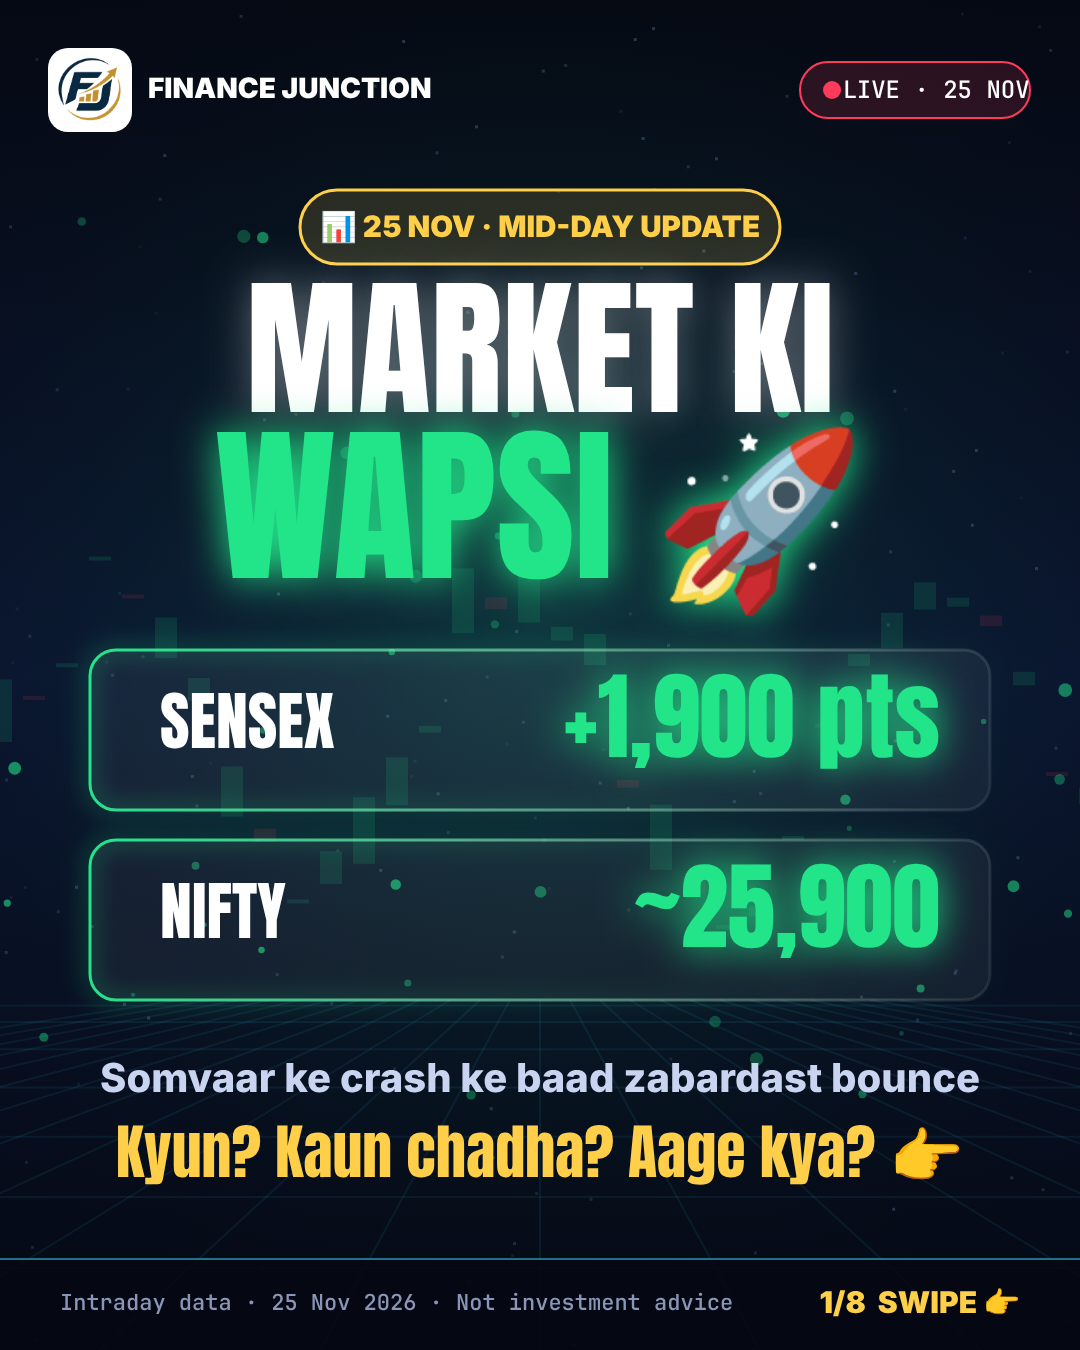 FJ
FINANCE JUNCTION
LIVE · 25 NOV
📊 25 NOV · MID-DAY UPDATE
MARKET KI
WAPSI 🚀
SENSEX +1,900 pts
NIFTY ~25,900
Somvaar ke crash ke baad zabardast bounce
Kyun? Kaun chadha? Aage kya? 👉
Intraday data · 25 Nov 2026 · Not investment advice
1/8 SWIPE 👉